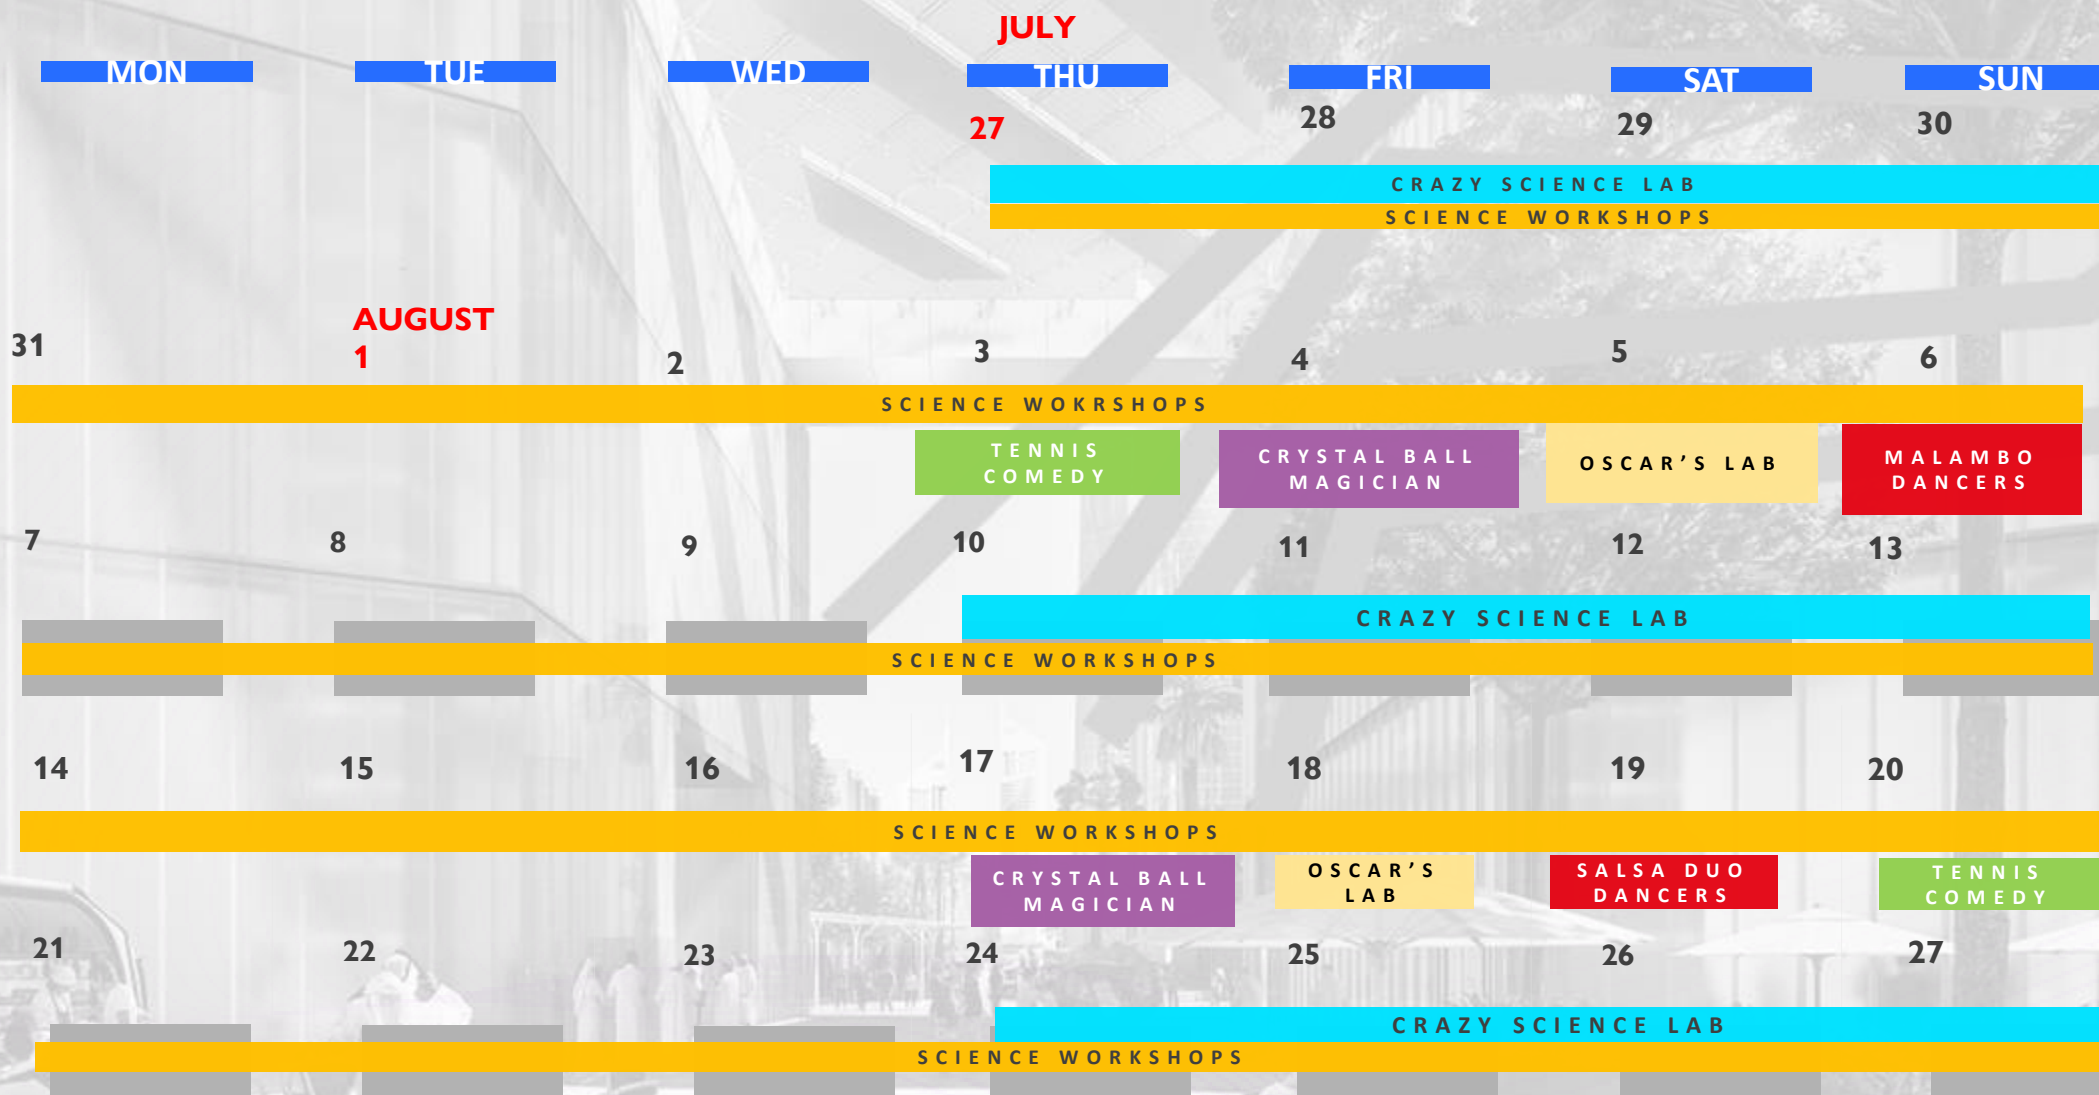 JULY
MON TUE WED THU FRI SAT SUN
27 28 29 30
CRAZY SCIENCE LAB
SCIENCE WORKSHOPS
AUGUST
31 1 2 3 4 5 6
SCIENCE WOKRSHOPS
TENNIS
COMEDY
CRYSTAL BALL
MAGICIAN
OSCAR'S LAB
MALAMBO
DANCERS
7 8 9 10 11 12 13
CRAZY SCIENCE LAB
SCIENCE WORKSHOPS
14 15 16 17 18 19 20
SCIENCE WORKSHOPS
CRYSTAL BALL
MAGICIAN
OSCAR'S
LAB
SALSA DUO
DANCERS
TENNIS
COMEDY
21 22 23 24 25 26 27
CRAZY SCIENCE LAB
SCIENCE WORKSHOPS